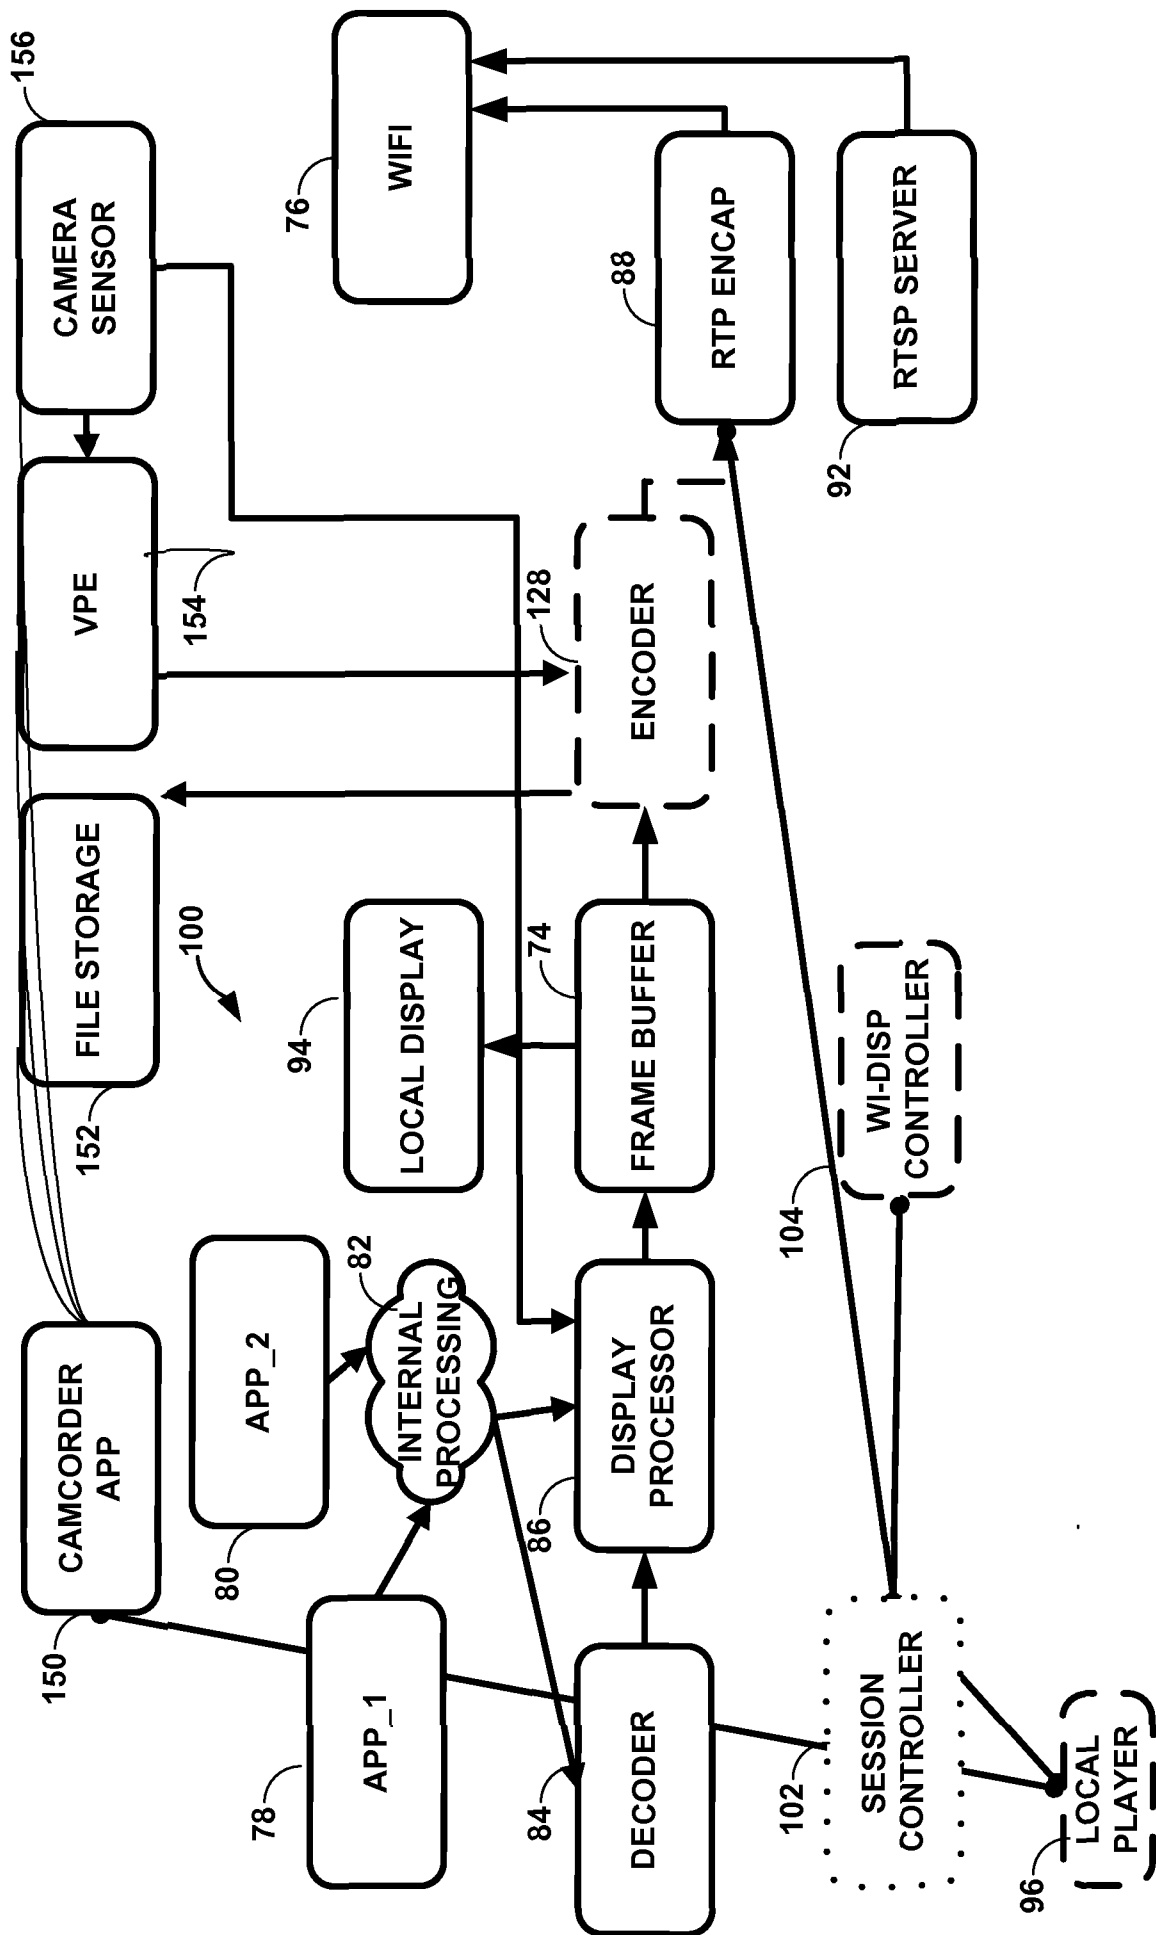 CAMCORDER
APP
150
FILE STORAGE
152
VPE
154
CAMERA
SENSOR
156
100
APP_2
80
APP_1
78
INTERNAL
PROCESSING
82
LOCAL DISPLAY
94
WIFI
76
DECODER
84
DISPLAY
PROCESSOR
86
FRAME BUFFER
74
ENCODER
128
RTP ENCAP
88
RTSP SERVER
92
SESSION
CONTROLLER
102
WI-DISP
CONTROLLER
104
LOCAL
PLAYER
96